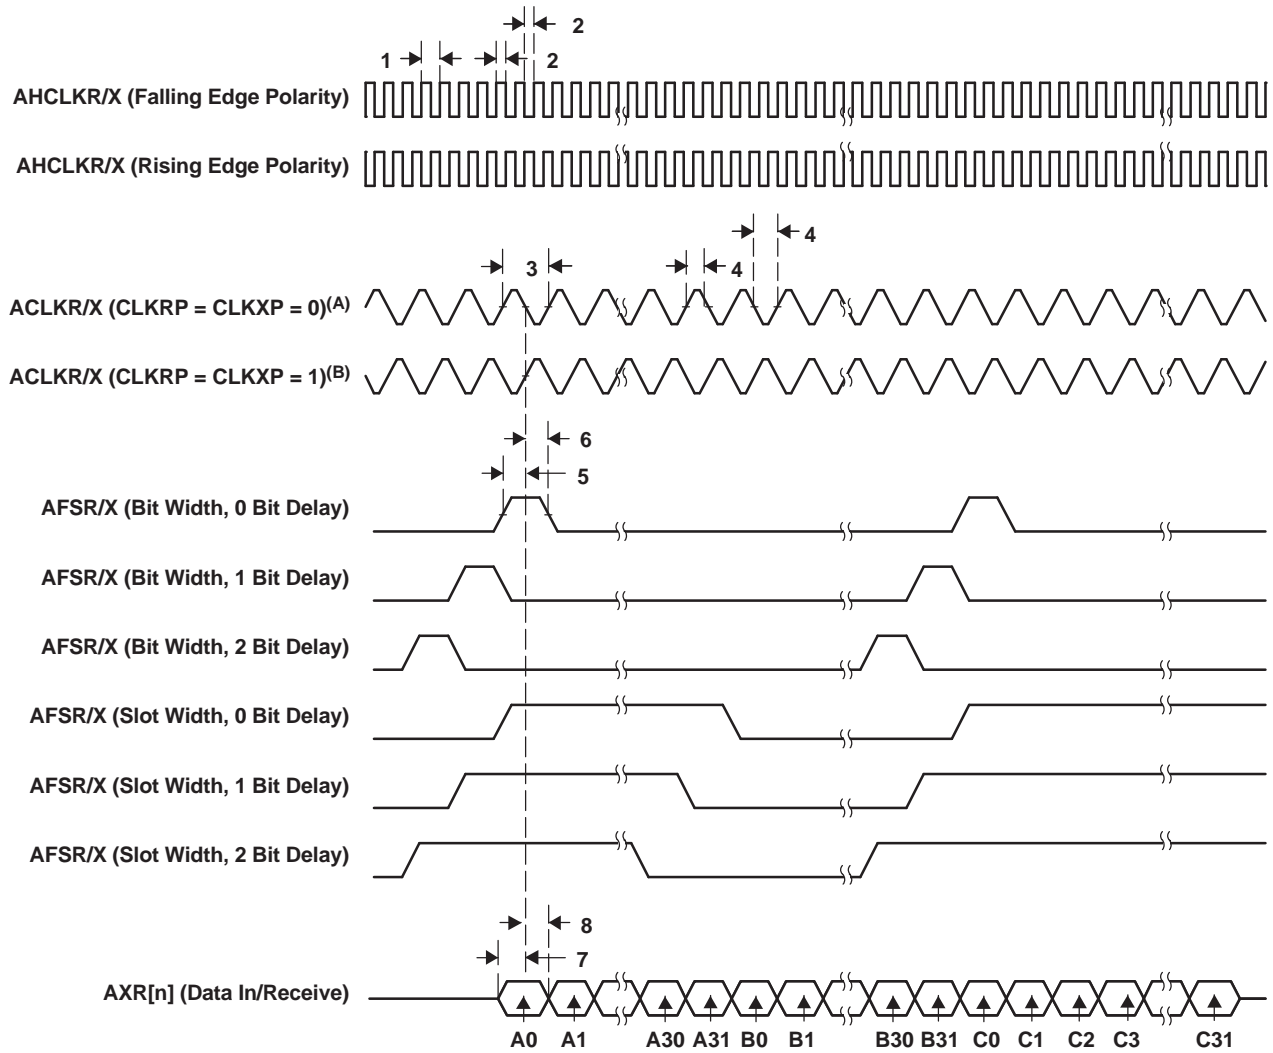 2
1
2
AHCLKR/X (Falling Edge Polarity)
AHCLKR/X (Rising Edge Polarity)
4
3
4
ACLKR/X (CLKRP = CLKXP = 0)(A)
ACLKR/X (CLKRP = CLKXP = 1)(B)
6
5
AFSR/X (Bit Width, 0 Bit Delay)
AFSR/X (Bit Width, 1 Bit Delay)
AFSR/X (Bit Width, 2 Bit Delay)
AFSR/X (Slot Width, 0 Bit Delay)
AFSR/X (Slot Width, 1 Bit Delay)
AFSR/X (Slot Width, 2 Bit Delay)
8
7
AXR[n] (Data In/Receive)
A0 A1 A30 A31 B0 B1 B30 B31 C0 C1 C2 C3 C31